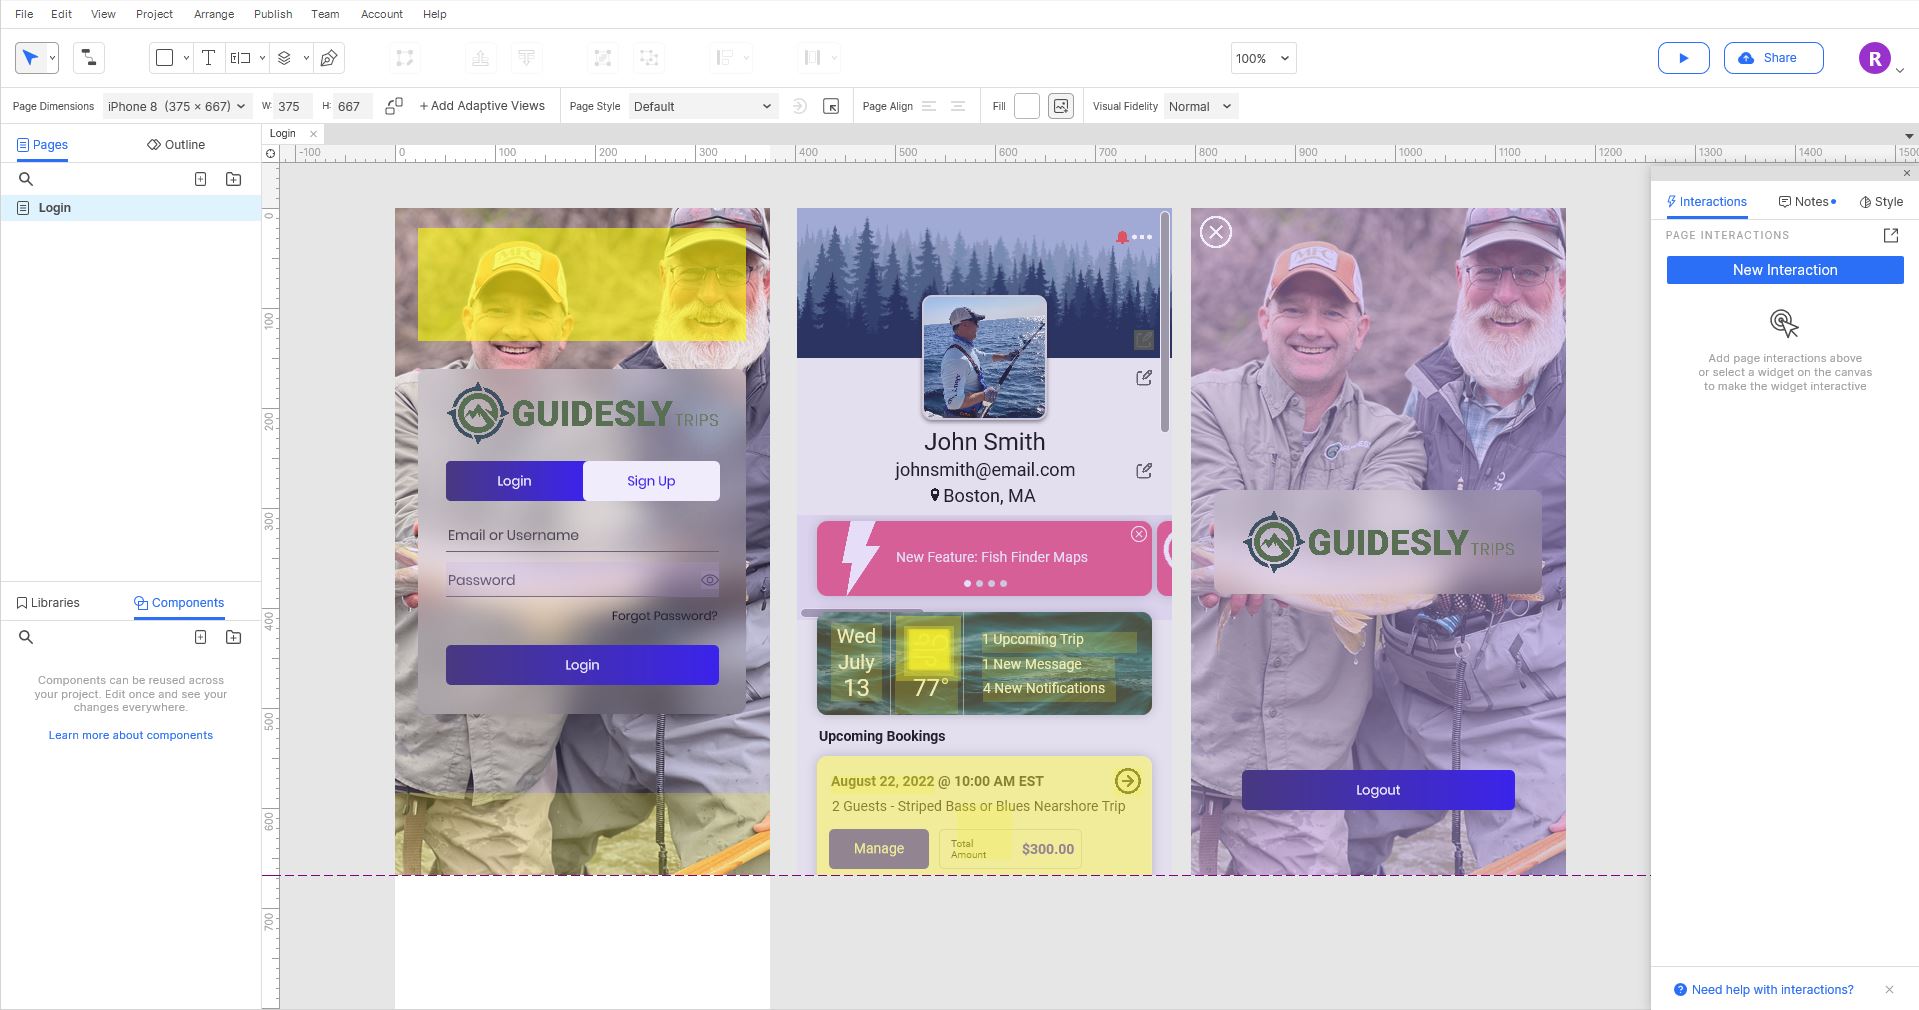 File Edit View Project Arrange Publish Team Account Help
100% Share R
Page Dimensions iPhone 8 (375 × 667) W: 375 H: 667 + Add Adaptive Views Page Style Default Page Align Fill Visual Fidelity Normal
Pages Outline
Login
Login
-100 0 100 200 300 400 500 600 700 800 900 1000 1100 1200 1300 1400 1500
0
100
200
300
400
500
600
700
Libraries Components
Components can be reused across
your project. Edit once and see your
changes everywhere.
Learn more about components
GUIDESLY TRIPS
Login Sign Up
Email or Username
Password
Forgot Password?
Login
John Smith
johnsmith@email.com
Boston, MA
New Feature: Fish Finder Maps
Wed
July
13
77°
1 Upcoming Trip
1 New Message
4 New Notifications
Upcoming Bookings
August 22, 2022 @ 10:00 AM EST
2 Guests - Striped Bass or Blues Nearshore Trip
Manage
Total
Amount
$300.00
GUIDESLY TRIPS
Logout
Interactions Notes Style
PAGE INTERACTIONS
New Interaction
Add page interactions above
or select a widget on the canvas
to make the widget interactive
? Need help with interactions?